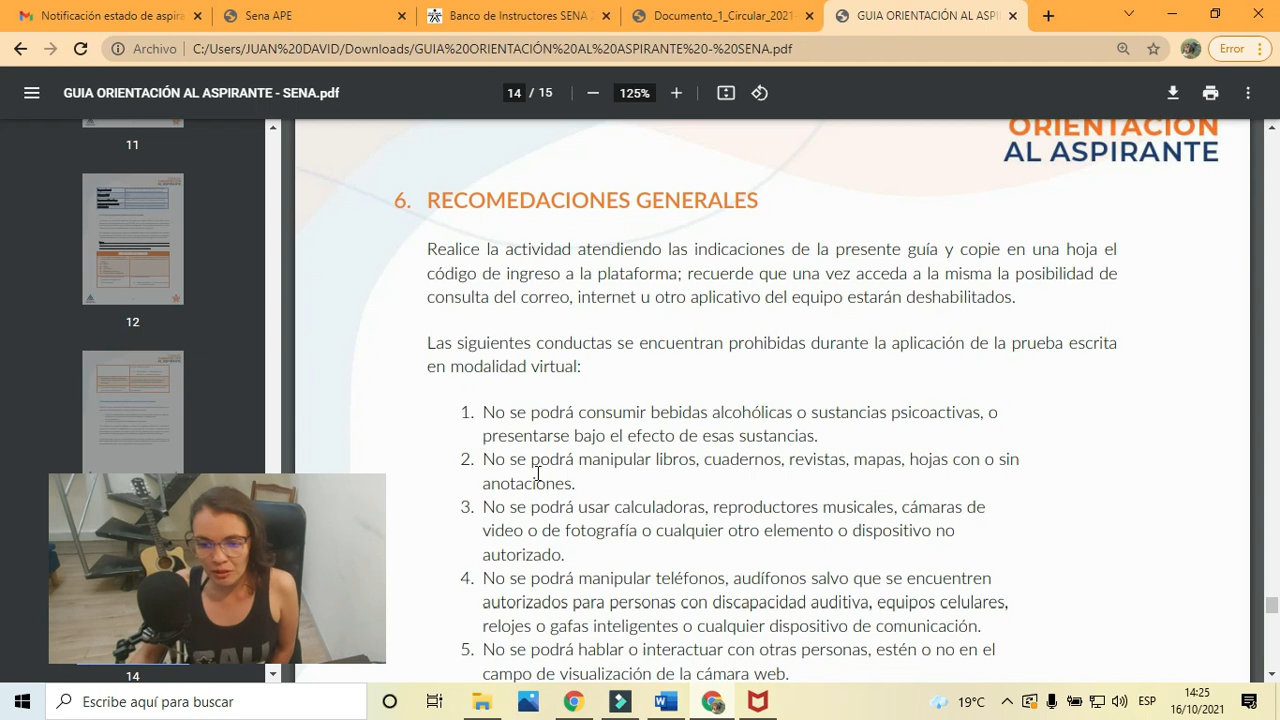 Notificación estado de aspira
Sena APE
Banco de Instructores SENA 2
Documento_1_Circular_2021-
GUIA ORIENTACIÓN AL ASPI
Archivo
C:/Users/JUAN%20DAVID/Downloads/GUIA%20ORIENTACIÓN%20AL%20ASPIRANTE%20-%20SENA.pdf
Error
GUIA ORIENTACIÓN AL ASPIRANTE - SENA.pdf
14 / 15
125%
11
12
14
ORIENTACIÓN
AL ASPIRANTE
6. RECOMEDACIONES GENERALES
Realice la actividad atendiendo las indicaciones de la presente guía y copie en una hoja el
código de ingreso a la plataforma; recuerde que una vez acceda a la misma la posibilidad de
consulta del correo, internet u otro aplicativo del equipo estarán deshabilitados.
Las siguientes conductas se encuentran prohibidas durante la aplicación de la prueba escrita
en modalidad virtual:
1. No se podrá consumir bebidas alcohólicas o sustancias psicoactivas, o
presentarse bajo el efecto de esas sustancias.
2. No se podrá manipular libros, cuadernos, revistas, mapas, hojas con o sin
anotaciones.
3. No se podrá usar calculadoras, reproductores musicales, cámaras de
video o de fotografía o cualquier otro elemento o dispositivo no
autorizado.
4. No se podrá manipular teléfonos, audífonos salvo que se encuentren
autorizados para personas con discapacidad auditiva, equipos celulares,
relojes o gafas inteligentes o cualquier dispositivo de comunicación.
5. No se podrá hablar o interactuar con otras personas, estén o no en el
campo de visualización de la cámara web.
Escribe aquí para buscar
19°C
ESP
14:25
16/10/2021